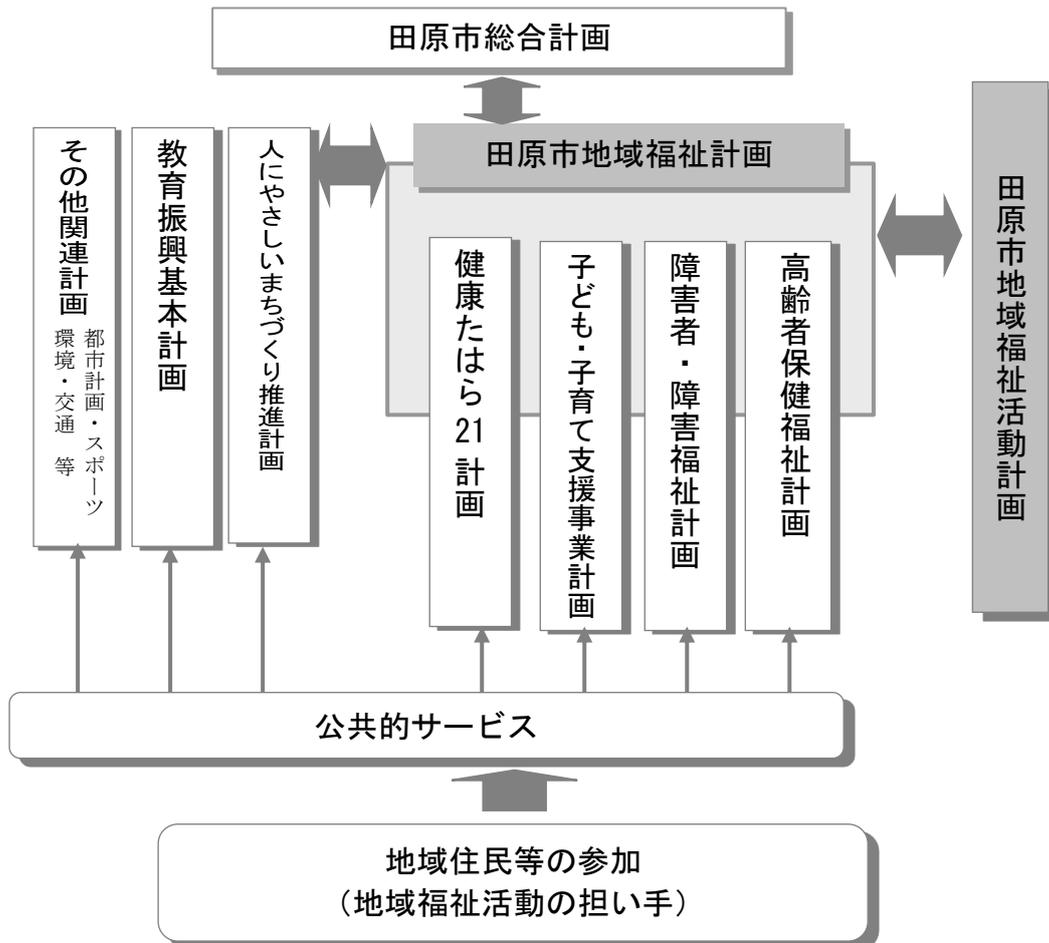 田原市総合計画
田原市地域福祉計画
その他関連計画
都市計画・スポーツ
環境・交通　等
教育振興基本計画
人にやさしいまちづくり推進計画
健康たはら21計画
子ども・子育て支援事業計画
障害者・障害福祉計画
高齢者保健福祉計画
田原市地域福祉活動計画
公共的サービス
地域住民等の参加
（地域福祉活動の担い手）